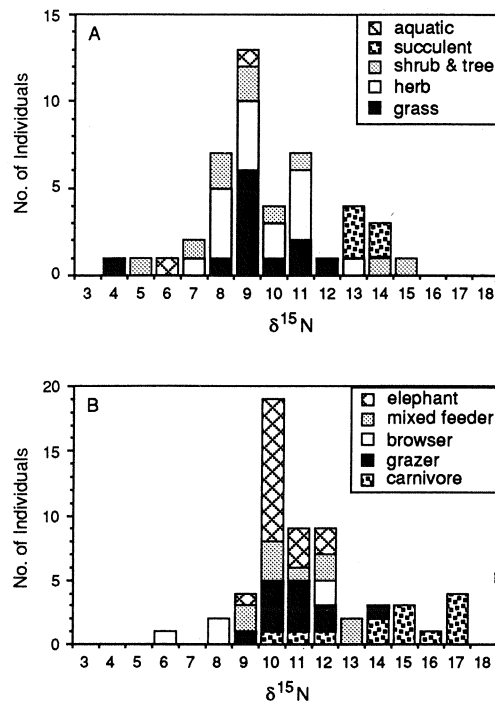 A
aquatic
succulent
shrub & tree
herb
grass
No. of Individuals
15
10
5
0
3 4 5 6 7 8 9 10 11 12 13 14 15 16 17 18
δ15N
B
elephant
mixed feeder
browser
grazer
carnivore
No. of Individuals
20
15
10
5
0
3 4 5 6 7 8 9 10 11 12 13 14 15 16 17 18
δ15N